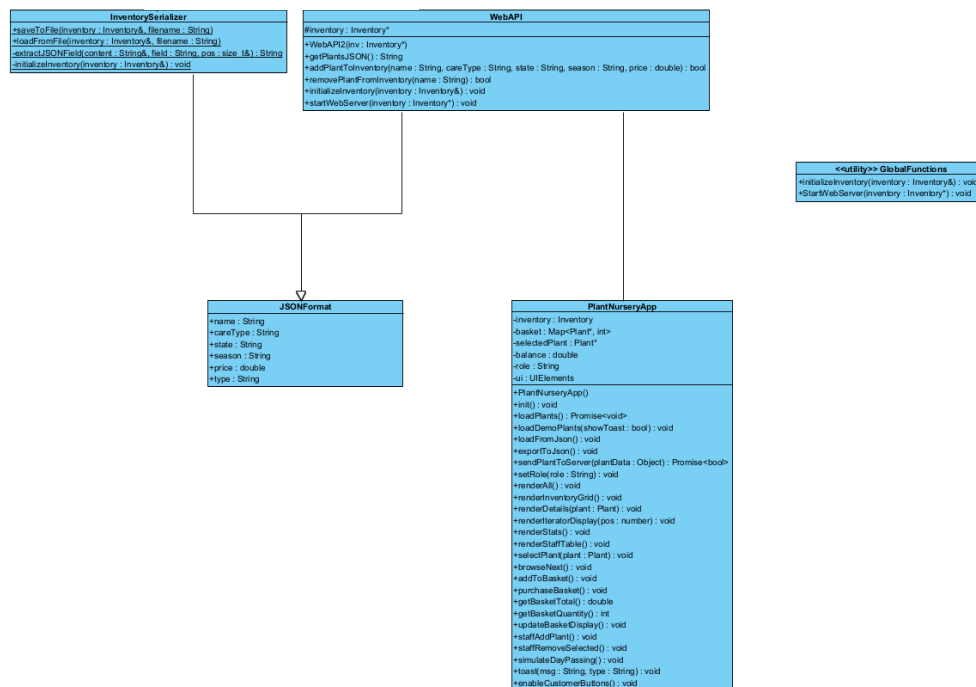 InventorySerializer
+saveToFile(inventory : Inventory&, filename : String)
+loadFromFile(inventory : Inventory&, filename : String)
-extractJSONField(content : String&, field : String, pos : size_t&) : String
-initializeInventory(inventory : Inventory&) : void
WebAPI
#inventory : Inventory*
+WebAPI2(inv : Inventory*)
+getPlantsJSON() : String
+addPlantToInventory(name : String, careType : String, state : String, season : String, price : double) : bool
+removePlantFromInventory(name : String) : bool
+initializeInventory(inventory : Inventory&) : void
+startWebServer(inventory : Inventory*) : void
<<utility>> GlobalFunctions
+initializeInventory(inventory : Inventory&) : void
+StartWebServer(inventory : Inventory*) : void
JSONFormat
+name : String
+careType : String
+state : String
+season : String
+price : double
+type : String
PlantNurseryApp
-inventory : Inventory
-basket : Map<Plant*, int>
-selectedPlant : Plant*
-balance : double
-role : String
-ui : UIElements
+PlantNurseryApp()
+init() : void
+loadPlants() : Promise<void>
+loadDemoPlants(showToast : bool) : void
+loadFromJson() : void
+exportToJson() : void
+sendPlantToServer(plantData : Object) : Promise<bool>
+setRole(role : String) : void
+renderAll() : void
+renderInventoryGrid() : void
+renderDetails(plant : Plant) : void
+renderIteratorDisplay(pos : number) : void
+renderStats() : void
+renderStaffTable() : void
+selectPlant(plant : Plant) : void
+browseNext() : void
+addToBasket() : void
+purchaseBasket() : void
+getBasketTotal() : double
+getBasketQuantity() : int
+updateBasketDisplay() : void
+staffAddPlant() : void
+staffRemoveSelected() : void
+simulateDayPassing() : void
+toast(msg : String, type : String) : void
+enableCustomerButtons() : void